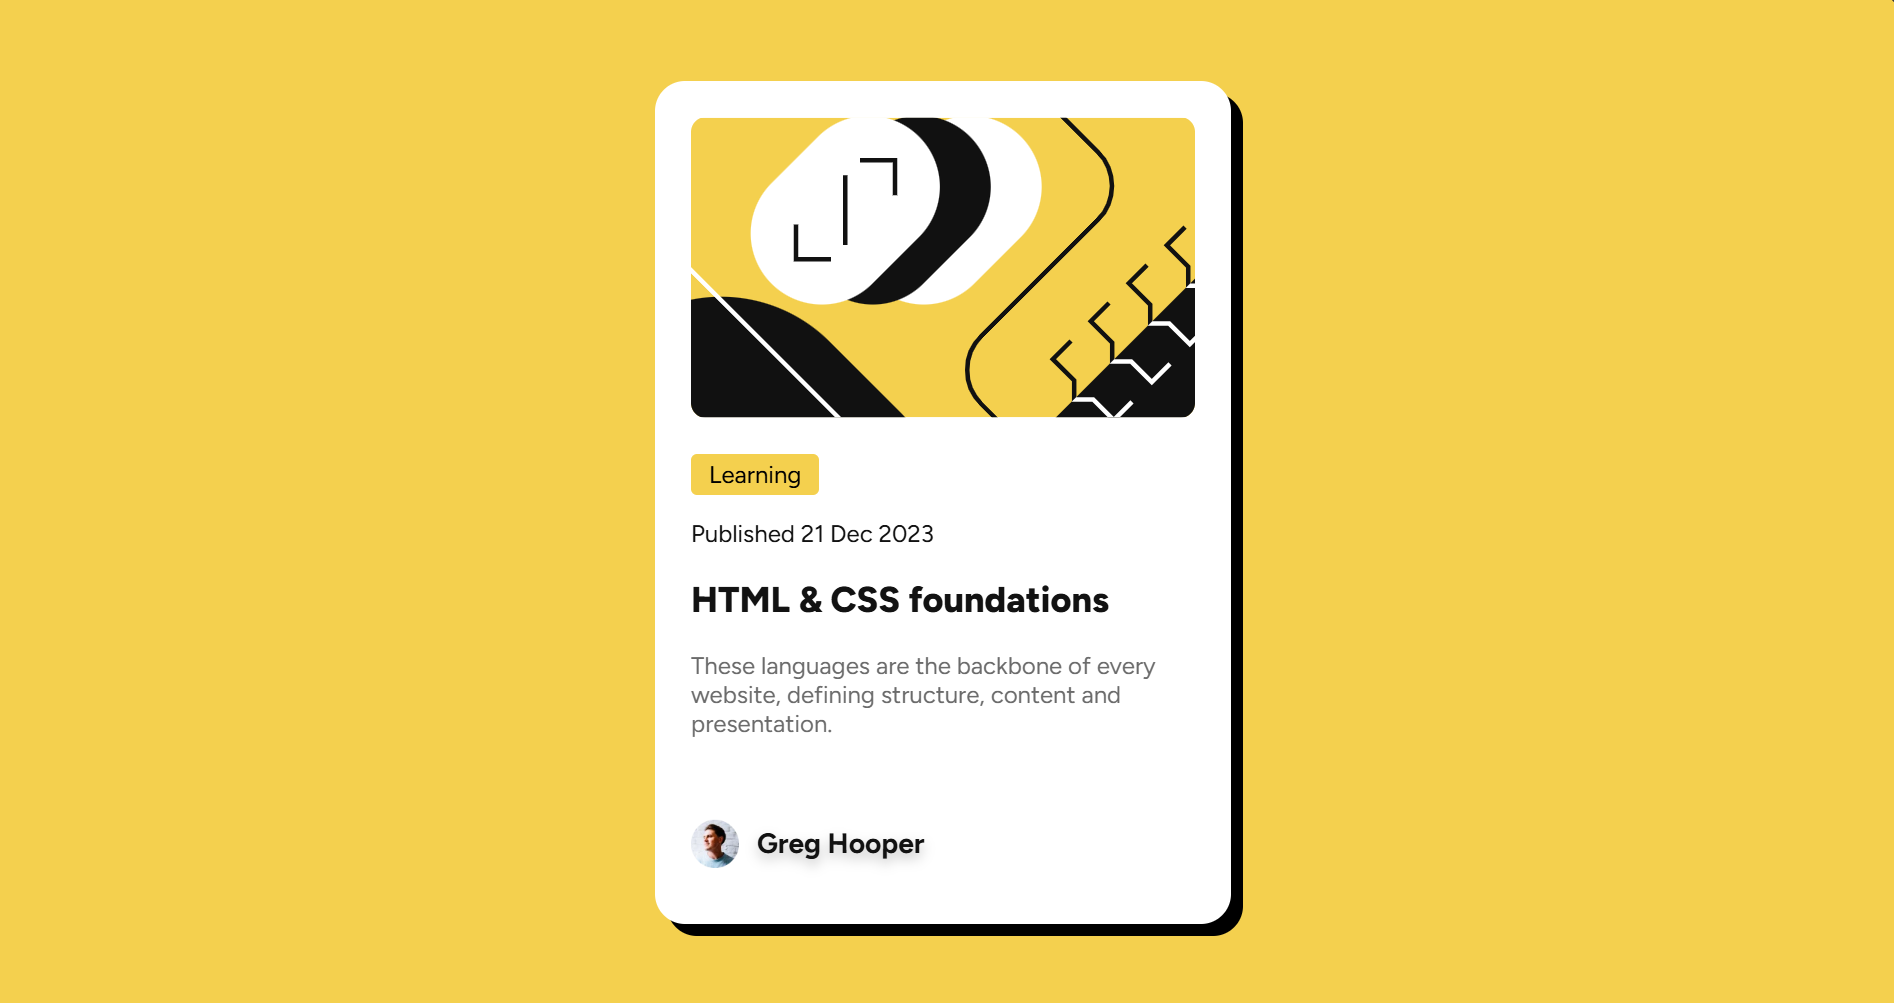 Learning
Published 21 Dec 2023
HTML & CSS foundations
These languages are the backbone of every
website, defining structure, content and
presentation.
Greg Hooper